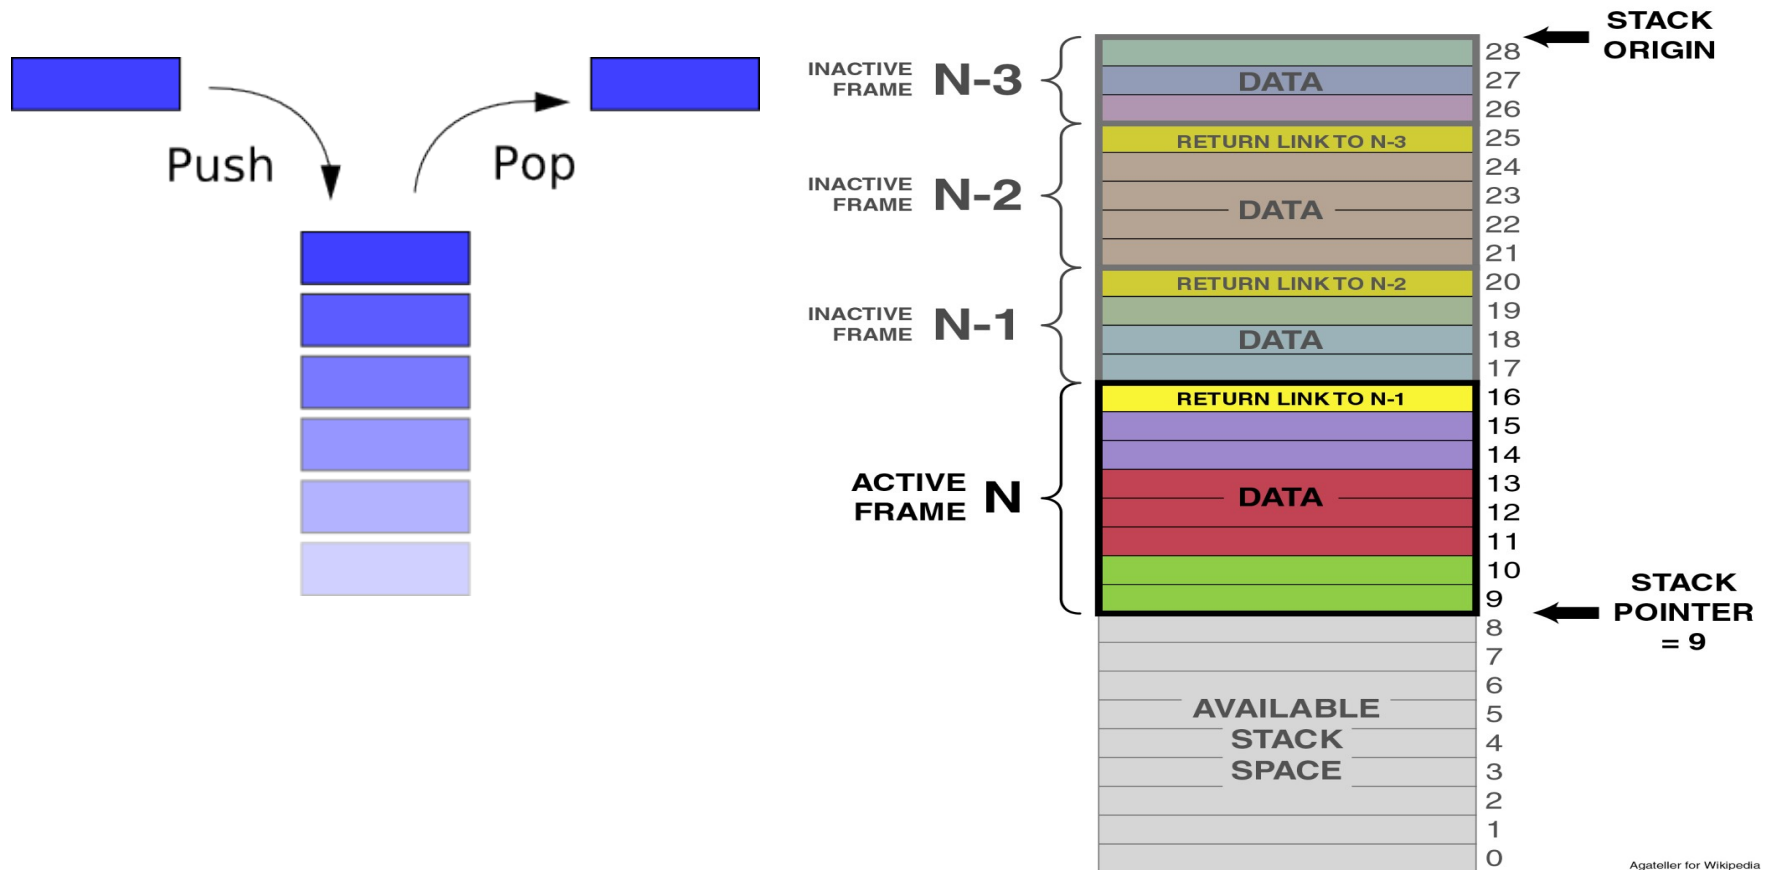 Push
Pop
STACK
ORIGIN
INACTIVE
FRAME
N-3
DATA
28
27
26
INACTIVE
FRAME
N-2
RETURN LINK TO N-3
DATA
25
24
23
22
21
INACTIVE
FRAME
N-1
RETURN LINK TO N-2
DATA
20
19
18
17
ACTIVE
FRAME
N
RETURN LINK TO N-1
DATA
16
15
14
13
12
11
10
9
STACK
POINTER
= 9
AVAILABLE
STACK
SPACE
8
7
6
5
4
3
2
1
0
Agateller for Wikipedia